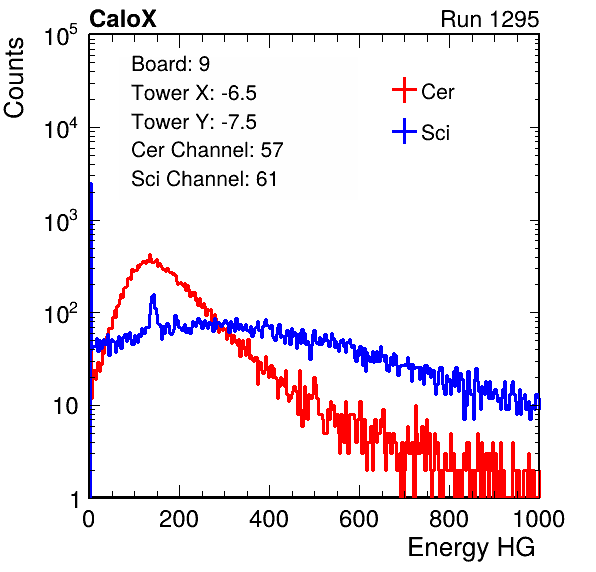 CaloX Run 1295
Counts
Board: 9
Tower X: -6.5
Tower Y: -7.5
Cer Channel: 57
Sci Channel: 61
Cer
Sci
10^5
10^4
10^3
10^2
10
1
0 200 400 600 800 1000
Energy HG